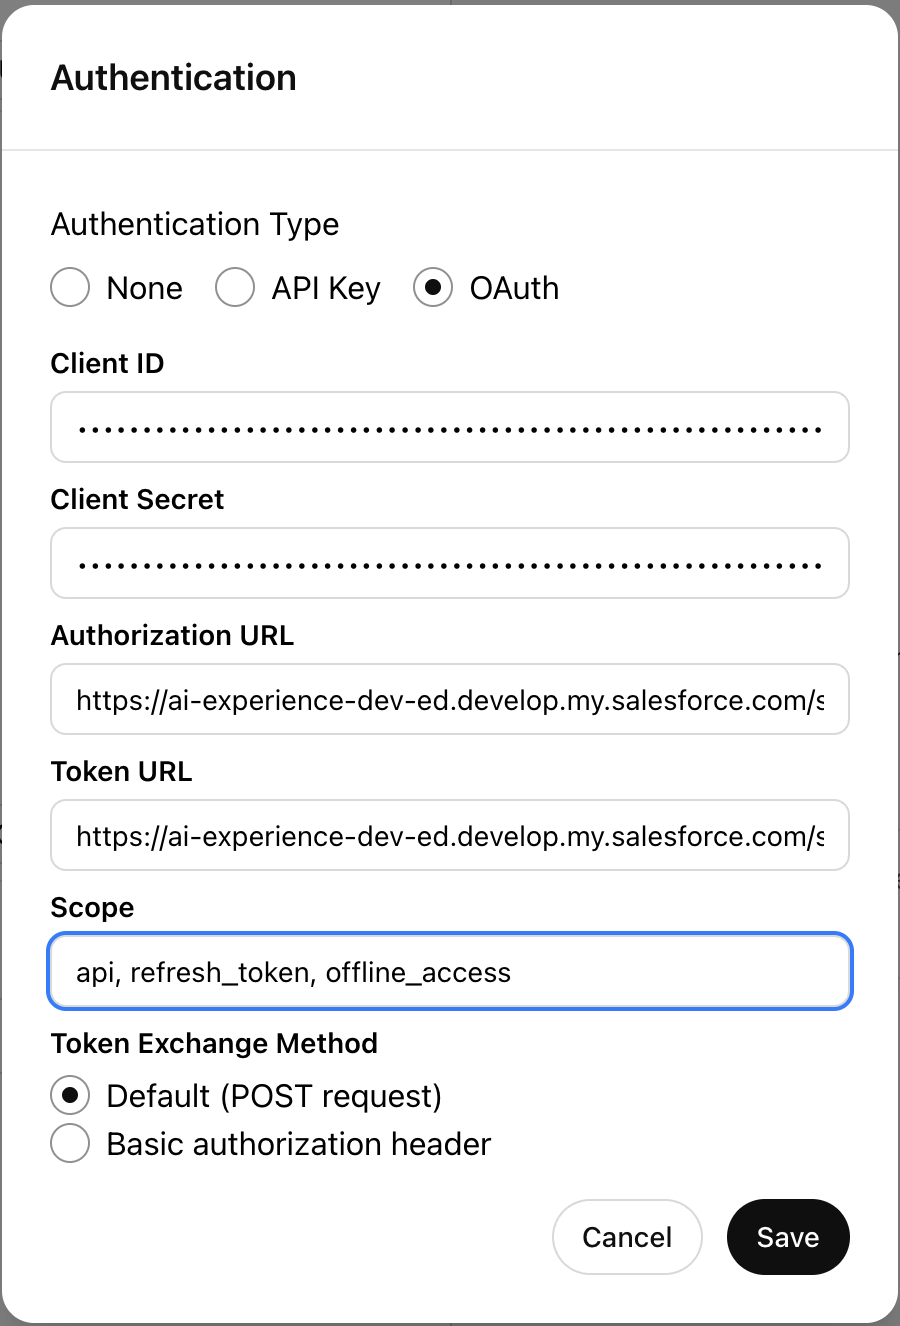 Authentication
Authentication Type
None API Key OAuth
Client ID
Client Secret
Authorization URL
https://ai-experience-dev-ed.develop.my.salesforce.com/s
Token URL
https://ai-experience-dev-ed.develop.my.salesforce.com/s
Scope
api, refresh_token, offline_access
Token Exchange Method
Default (POST request)
Basic authorization header
Cancel Save